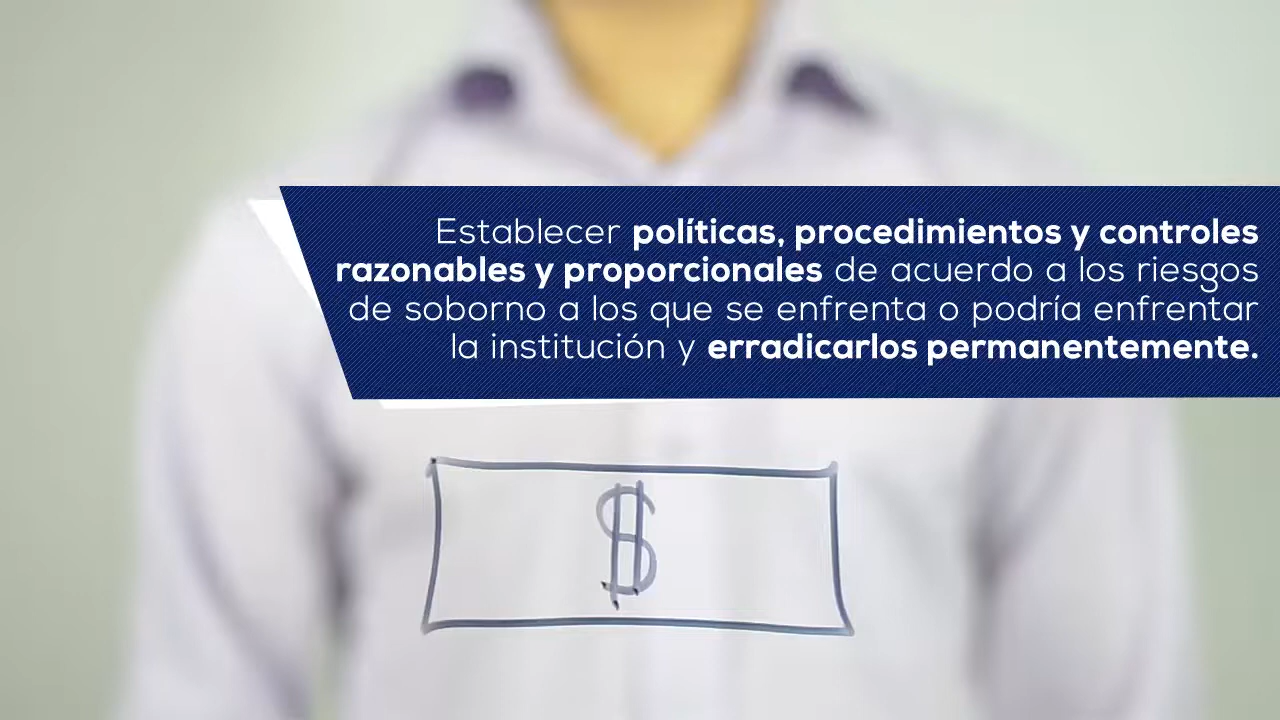 Establecer políticas, procedimientos y controles
razonables y proporcionales de acuerdo a los riesgos
de soborno a los que se enfrenta o podría enfrentar
la institución y erradicarlos permanentemente.
$